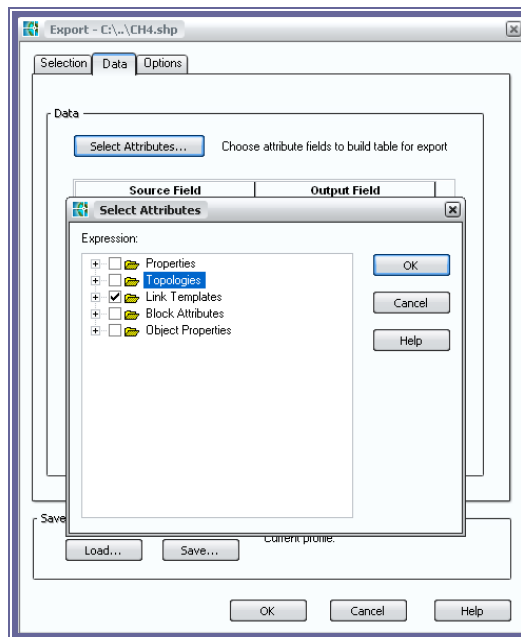 Export - C:\..\CH4.shp
Selection Data Options
Data
Select Attributes... Choose attribute fields to build table for export
Source Field Output Field
Select Attributes
Expression:
Properties
Topologies
Link Templates
Block Attributes
Object Properties
OK
Cancel
Help
Save
Current profile:
Load... Save...
OK Cancel Help